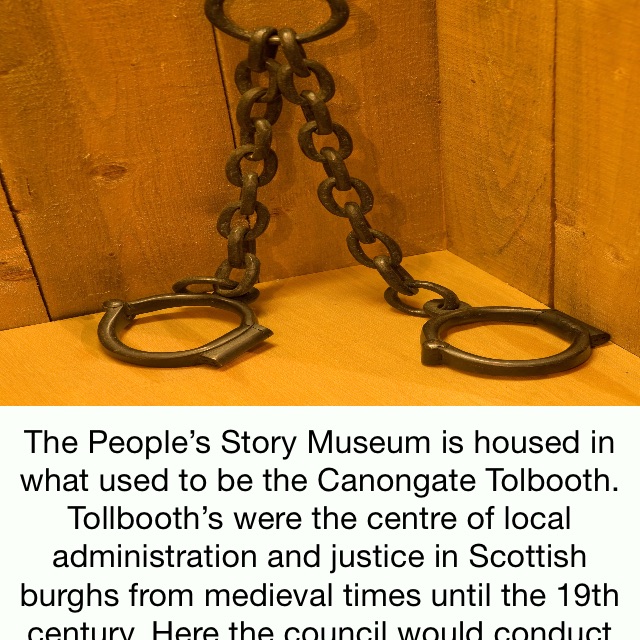 The People’s Story Museum is housed in
what used to be the Canongate Tolbooth.
Tollbooth’s were the centre of local
administration and justice in Scottish
burghs from medieval times until the 19th
century. Here the council would conduct